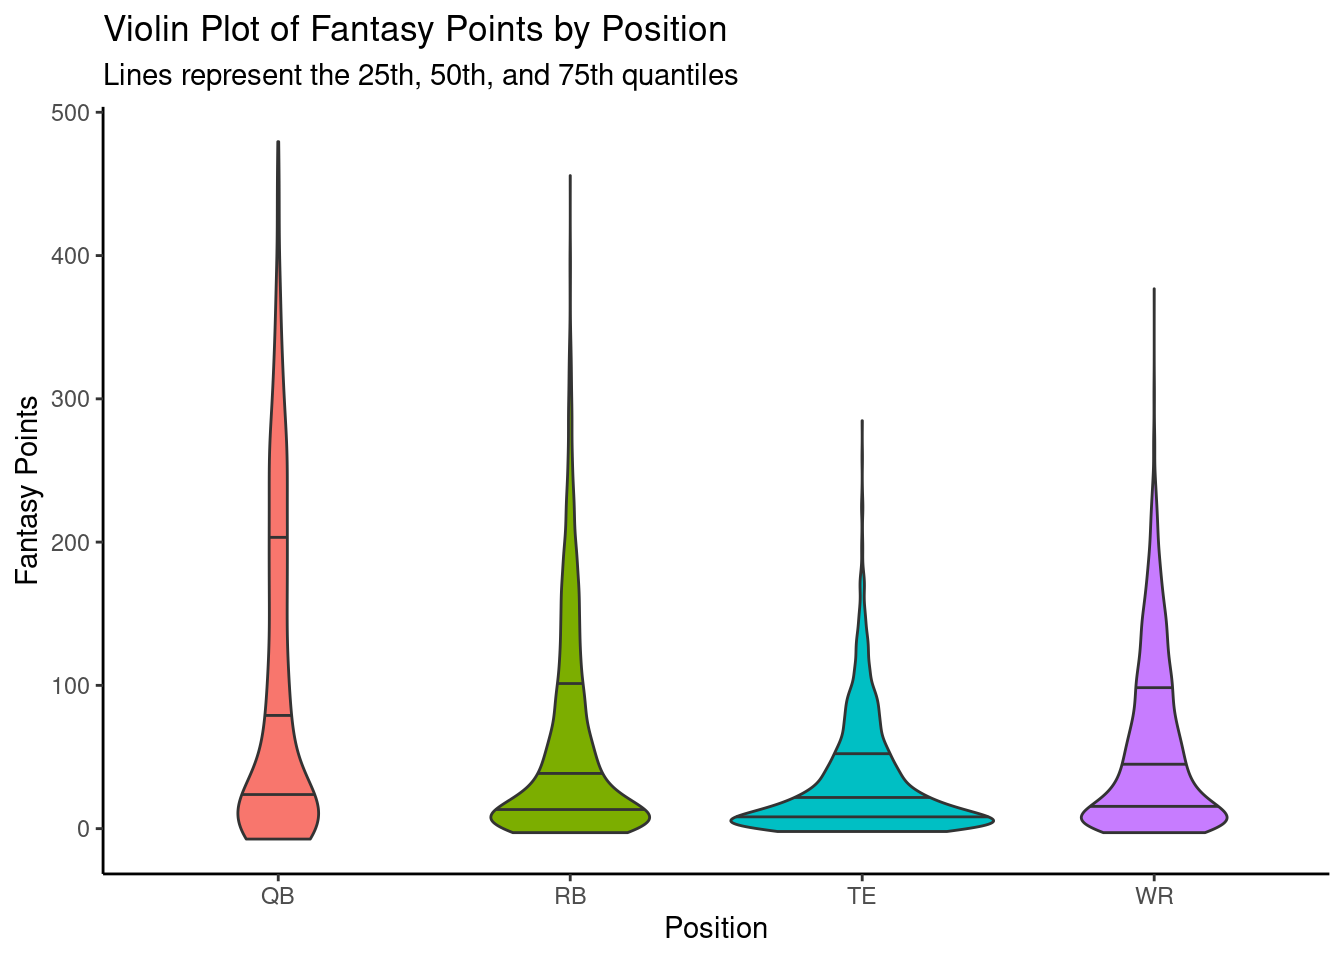 Violin Plot of Fantasy Points by Position
Lines represent the 25th, 50th, and 75th quantiles
500
400
300
200
100
0
Fantasy Points
QB
RB
TE
WR
Position